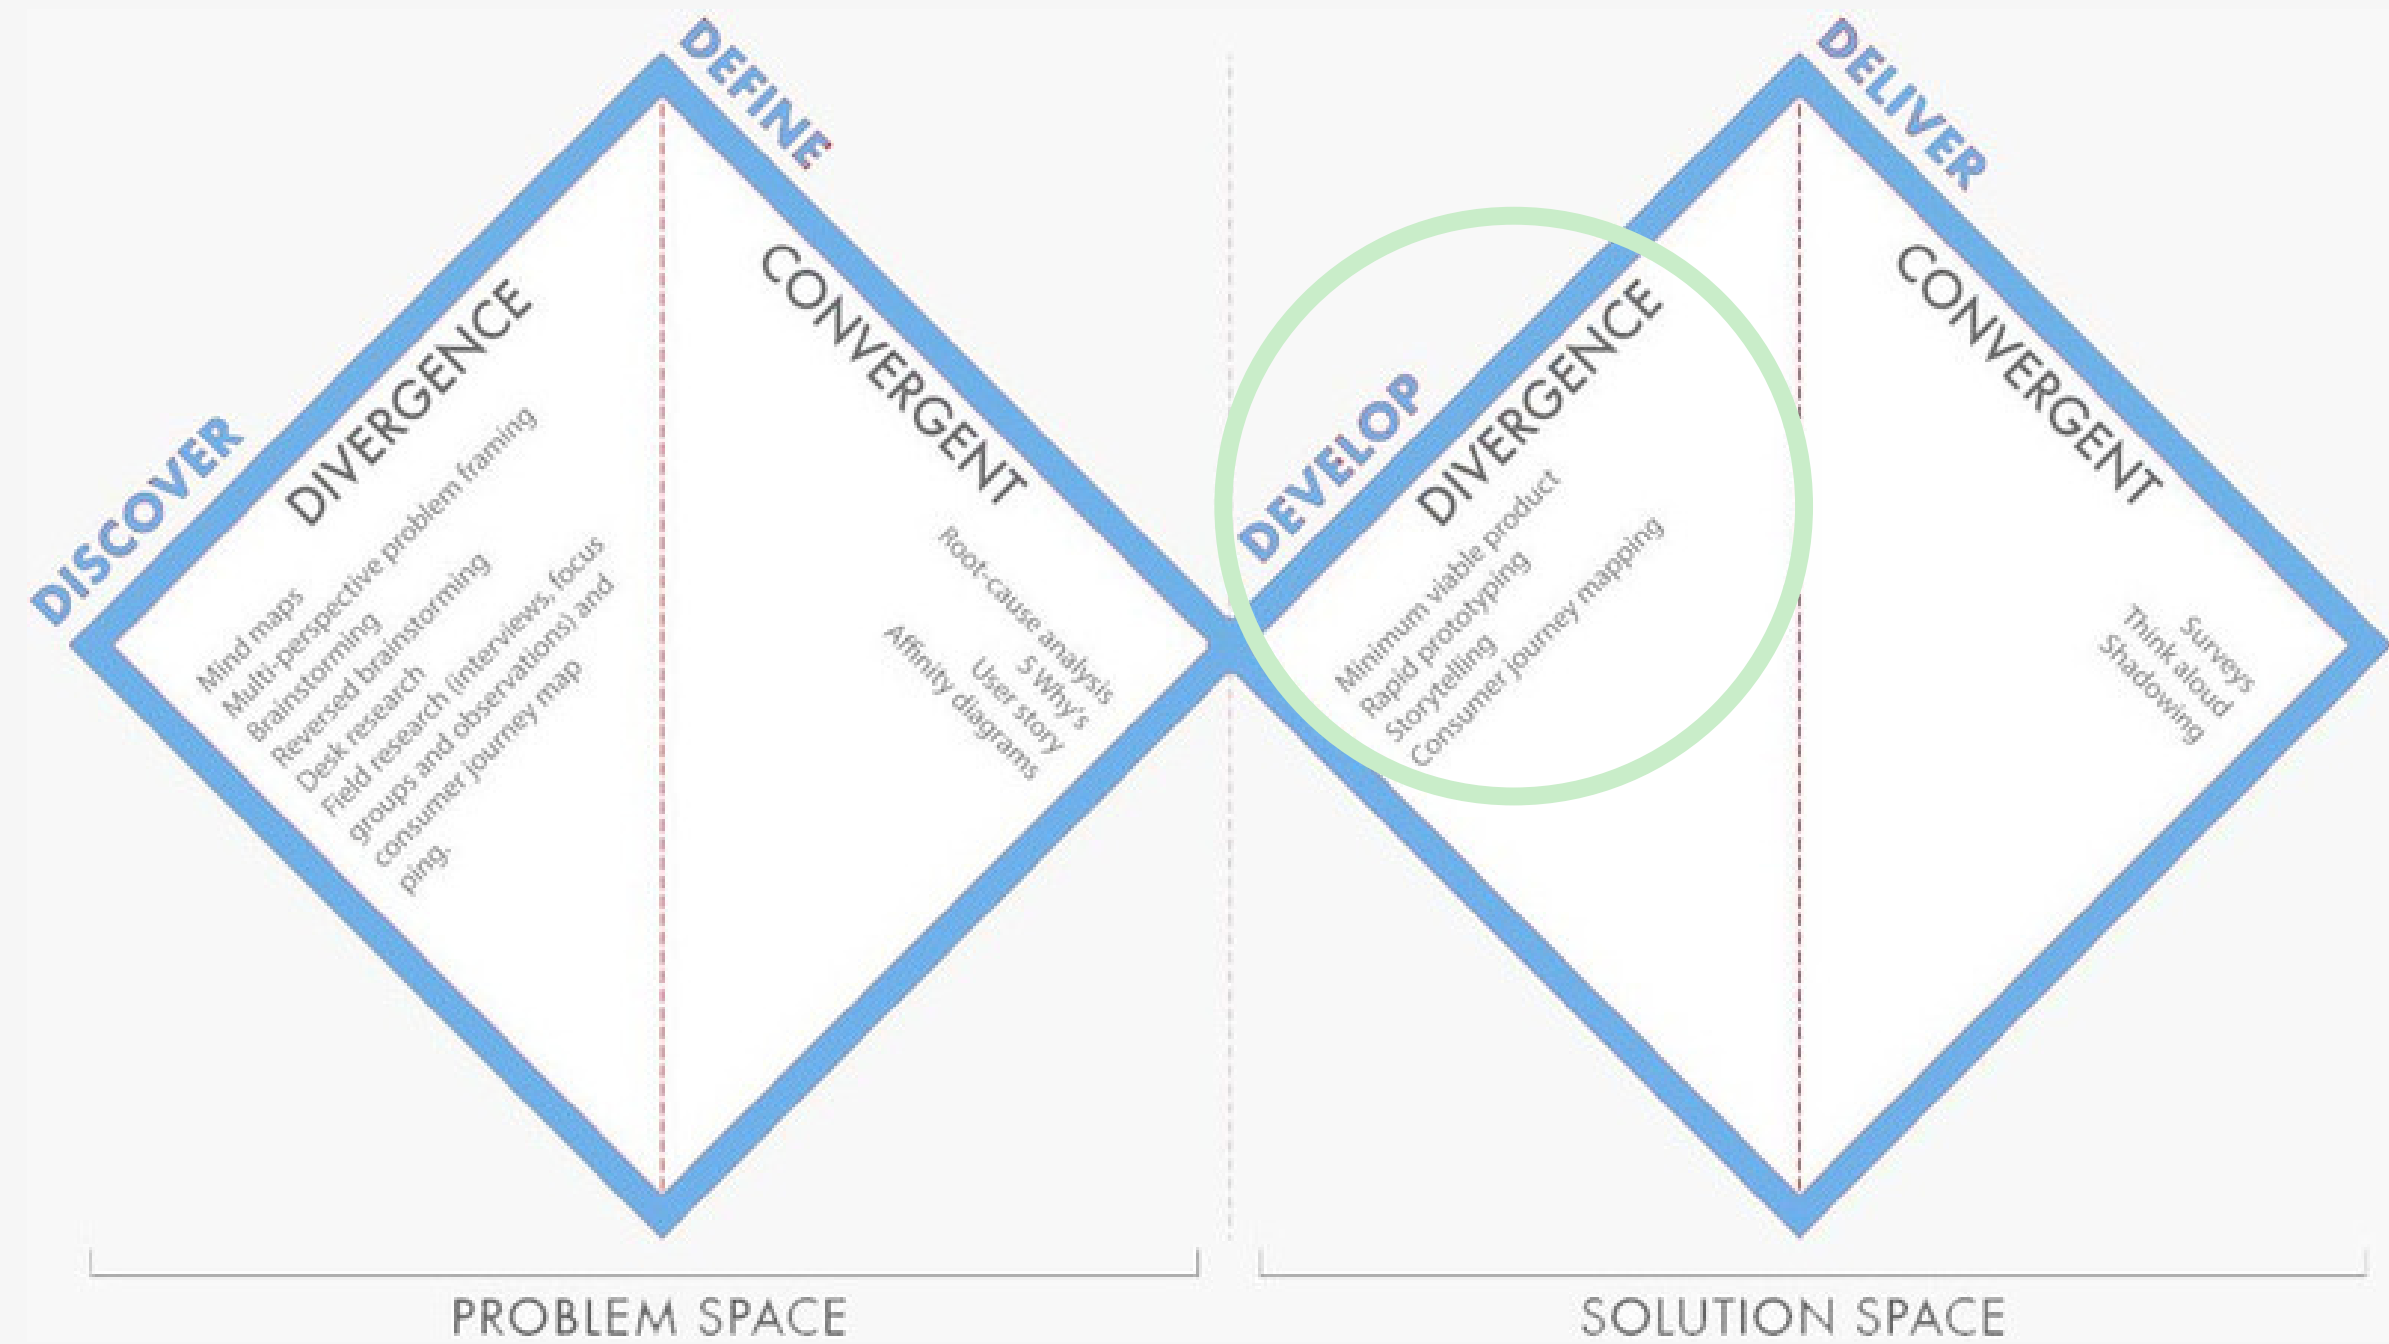 DISCOVER
DIVERGENCE
Mind maps
Multi-perspective problem framing
Brainstorming
Reversed brainstorming
Desk research
Field research (interviews, focus
groups and observations) and
consumer journey map
ping.
DEFINE
CONVERGENT
Root-cause analysis
5 Why's
User story
Affinity diagrams
DEVELOP
DIVERGENCE
Minimum viable product
Rapid prototyping
Storytelling
Consumer journey mapping
DELIVER
CONVERGENT
Surveys
Think aloud
Shadowing
PROBLEM SPACE
SOLUTION SPACE